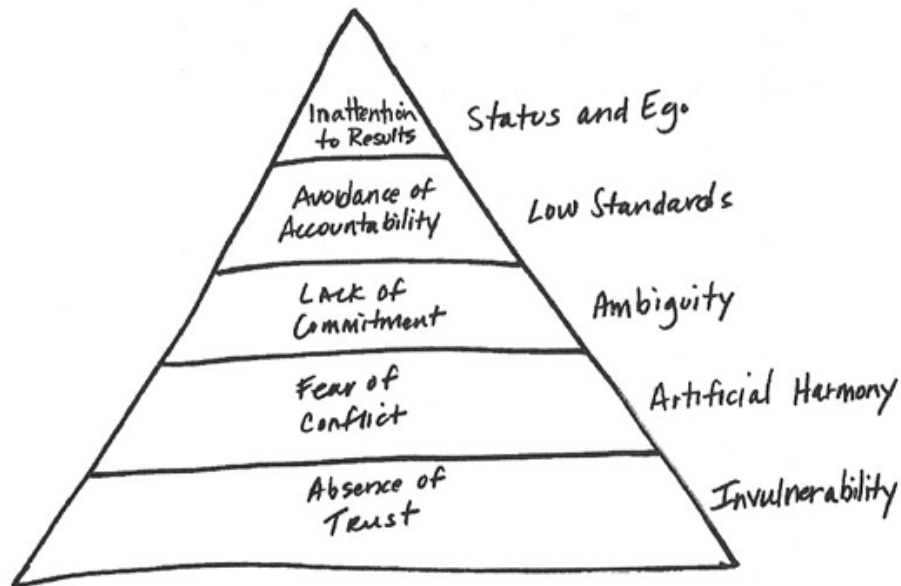 Inattention
to Results
Status and Ego
Avoidance of
Accountability
Low Standards
Lack of
Commitment
Ambiguity
Fear of
Conflict
Artificial Harmony
Absence of
Trust
Invulnerability